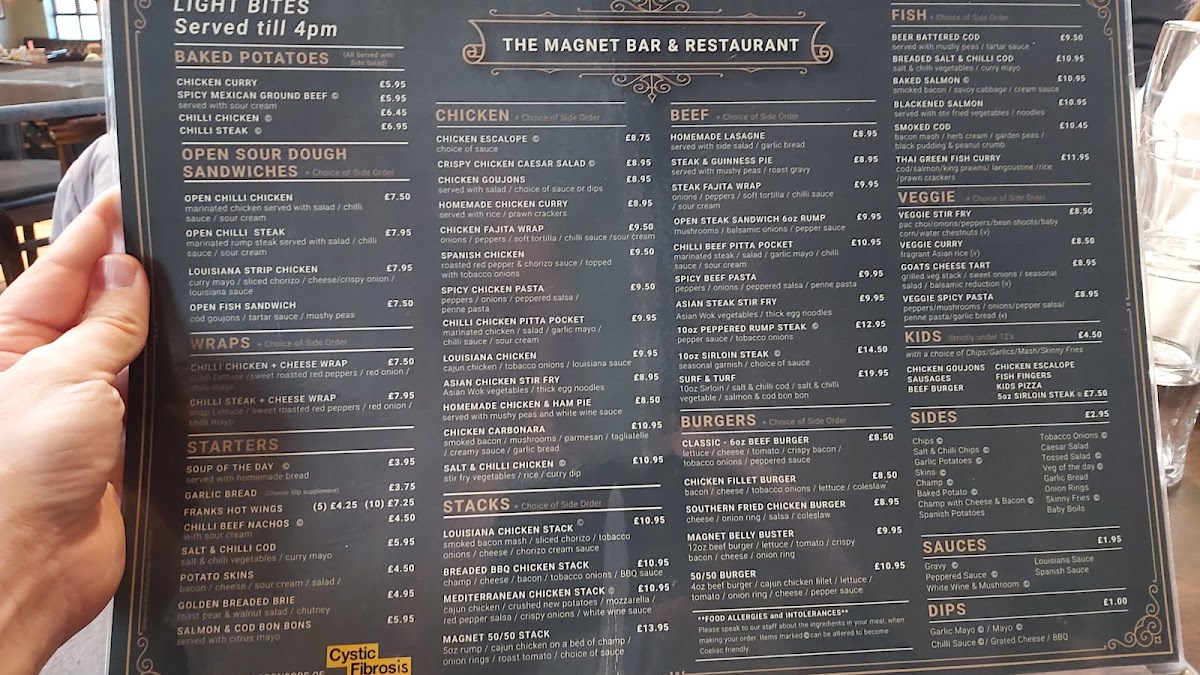 LIGHT BITES
Served till 4pm
BAKED POTATOES (All Served with
Side Salad)
CHICKEN CURRY £5.95
SPICY MEXICAN GROUND BEEF © £5.95
served with sour cream
CHILLI CHICKEN © £6.45
CHILLI STEAK © £6.95
OPEN SOUR DOUGH
SANDWICHES + Choice of Side Order
OPEN CHILLI CHICKEN £7.50
marinated chicken served with salad / chilli
sauce / sour cream
OPEN CHILLI STEAK £7.95
marinated rump steak served with salad / chilli
sauce / sour cream
LOUISIANA STRIP CHICKEN £7.95
curry mayo / sliced chorizo / cheese/crispy onion /
louisiana sauce
OPEN FISH SANDWICH £7.50
cod goujons / tartar sauce / mushy peas
WRAPS + Choice of Side Order
CHILLI CHICKEN + CHEESE WRAP £7.50
crisp Lettuce /sweet roasted red peppers / red onion /
chilli mayo
CHILLI STEAK + CHEESE WRAP £7.95
crisp Lettuce / sweet roasted red peppers / red onion /
chilli mayo
STARTERS
SOUP OF THE DAY © £3.95
served with homemade bread
GARLIC BREAD (Cheese 50p supplement) £3.75
FRANKS HOT WINGS (5) £4.25 (10) £7.25
CHILLI BEEF NACHOS © £4.50
with sour cream
SALT & CHILLI COD £5.95
salt & chilli vegetables / curry mayo
POTATO SKINS £4.50
bacon / cheese / sour cream / salad /
GOLDEN BREADED BRIE £4.95
roast pear & walnut salad / chutney
SALMON & COD BON BONS £5.95
served with citrus mayo
SPONSORS OF
Cystic
Fibrosis
THE MAGNET BAR & RESTAURANT
CHICKEN + Choice of Side Order
CHICKEN ESCALOPE © £8.75
choice of sauce
CRISPY CHICKEN CAESAR SALAD © £8.95
CHICKEN GOUJONS £8.95
served with salad / choice of sauce or dips
HOMEMADE CHICKEN CURRY £8.95
served with rice / prawn crackers
CHICKEN FAJITA WRAP £9.50
onions / peppers / soft tortilla / chilli sauce /sour cream
SPANISH CHICKEN £9.50
roasted red pepper & chorizo sauce / topped
with tobacco onions
SPICY CHICKEN PASTA £9.50
peppers / onions / peppered salsa /
penne pasta
CHILLI CHICKEN PITTA POCKET £9.95
marinated chicken / salad / garlic mayo /
chilli sauce / sour cream
LOUISIANA CHICKEN £9.95
cajun chicken / tobacco onions / louisiana sauce
ASIAN CHICKEN STIR FRY £8.95
Asian Wok vegetables / thick egg noodles
HOMEMADE CHICKEN & HAM PIE £8.50
served with mushy peas and white wine sauce
CHICKEN CARBONARA £10.95
smoked bacon / mushrooms / parmesan / tagliatelle
/ creamy sauce / garlic bread
SALT & CHILLI CHICKEN © £10.95
stir fry vegetables / rice / curry dip
STACKS + Choice of Side Order
LOUISIANA CHICKEN STACK © £10.95
smoked bacon mash / sliced chorizo / tobacco
onions / cheese / chorizo cream sauce
BREADED BBQ CHICKEN STACK £10.95
champ / cheese / bacon / tobacco onions / BBQ sauce
MEDITERRANEAN CHICKEN STACK © £10.95
cajun chicken / crushed new potatoes / mozzarella /
red pepper salsa / crispy onions / white wine sauce
MAGNET 50/50 STACK £13.95
5oz rump / cajun chicken on a bed of champ /
onion rings / roast tomato / choice of sauce
BEEF + Choice of Side Order
HOMEMADE LASAGNE £8.95
served with side salad / garlic bread
STEAK & GUINNESS PIE £8.95
served with mushy peas / roast gravy
STEAK FAJITA WRAP £9.95
onions / peppers / soft tortilla / chilli sauce
/ sour cream
OPEN STEAK SANDWICH 6oz RUMP £9.95
mushrooms / balsamic onions / pepper sauce
CHILLI BEEF PITTA POCKET £10.95
marinated steak / salad / garlic mayo / chilli
sauce / sour cream
SPICY BEEF PASTA £9.95
peppers / onions / peppered salsa / penne pasta
ASIAN STEAK STIR FRY £9.95
Asian Wok vegetables / thick egg noodles
10oz PEPPERED RUMP STEAK © £12.95
pepper sauce / tobacco onions
10oz SIRLOIN STEAK © £14.50
seasonal garnish / choice of sauce
SURF & TURF £19.95
10oz Sirloin / salt & chilli cod / salt & chilli
vegetable / salmon & cod bon bon
BURGERS + Choice of Side Order
CLASSIC - 6oz BEEF BURGER £8.50
lettuce / cheese / tomato / crispy bacon /
tobacco onions / peppered sauce
CHICKEN FILLET BURGER £8.50
bacon / cheese / tobacco onions / lettuce / coleslaw
SOUTHERN FRIED CHICKEN BURGER £8.95
cheese / onion ring / salsa / coleslaw
MAGNET BELLY BUSTER £9.95
12oz beef burger / lettuce / tomato / crispy
bacon / cheese / onion ring
50/50 BURGER £10.95
4oz beef burger / cajun chicken fillet / lettuce /
tomato / onion ring / cheese / pepper sauce
**FOOD ALLERGIES and INTOLERANCES**
Please speak to our staff about the ingredients in your meal, when
making your order. Items marked © can be altered to become
Coeliac friendly.
FISH + Choice of Side Order
BEER BATTERED COD £9.50
served with mushy peas / tartar sauce
BREADED SALT & CHILLI COD £10.95
salt & chilli vegetables / curry mayo
BAKED SALMON © £10.95
smoked bacon / savoy cabbage / cream sauce
BLACKENED SALMON £10.95
served with stir fried vegetables / noodles
SMOKED COD £10.45
bacon mash / herb cream / garden peas /
black pudding & peanut crumb
THAI GREEN FISH CURRY £11.95
cod/salmon/king prawns/ langoustine /rice
/prawn crackers
VEGGIE + Choice of Side Order
VEGGIE STIR FRY £8.50
pac choi/onions/peppers/bean shoots/baby
corn/water chestnuts (v)
VEGGIE CURRY £8.50
fragrant Asian rice (v)
GOATS CHEESE TART £8.95
grilled veg stack / sweet onions / seasonal
salad / balsamic reduction (v)
VEGGIE SPICY PASTA £8.95
peppers/mushrooms / onions/pepper salsa/
penne pasta/garlic bread (v)
KIDS Strictly under 12's £4.50
with a choice of Chips/Garlics/Mash/Skinny Fries
CHICKEN GOUJONS CHICKEN ESCALOPE
SAUSAGES FISH FINGERS
BEEF BURGER KIDS PIZZA
5oz SIRLOIN STEAK © £7.50
SIDES £2.95
Chips © Tobacco Onions ©
Salt & Chilli Chips © Caesar Salad
Garlic Potatoes © Tossed Salad ©
Skins © Veg of the day ©
Champ © Garlic Bread
Baked Potato © Onion Rings
Champ with Cheese & Bacon © Skinny Fries ©
Spanish Potatoes Baby Boils
SAUCES £1.95
Gravy © Louisiana Sauce
Peppered Sauce © Spanish Sauce
White Wine & Mushroom ©
DIPS £1.00
Garlic Mayo © / Mayo ©
Chilli Sauce © / Grated Cheese / BBQ